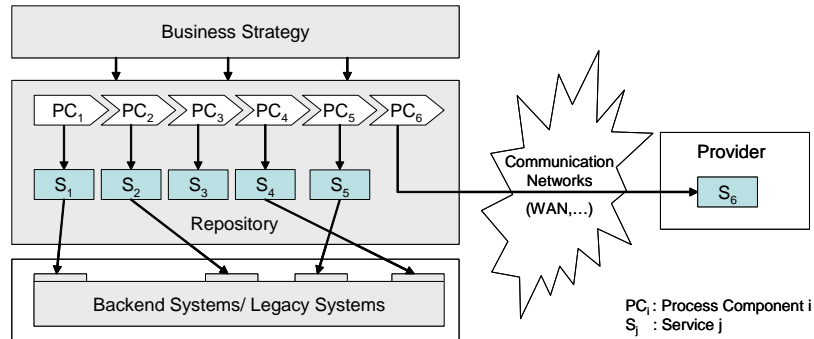 Business Strategy
PC₁ PC₂ PC₃ PC₄ PC₅ PC₆
S₁ S₂ S₃ S₄ S₅
Repository
Backend Systems/ Legacy Systems
Communication
Networks
(WAN,...)
Provider
S₆
PCᵢ : Process Component i
Sⱼ : Service j